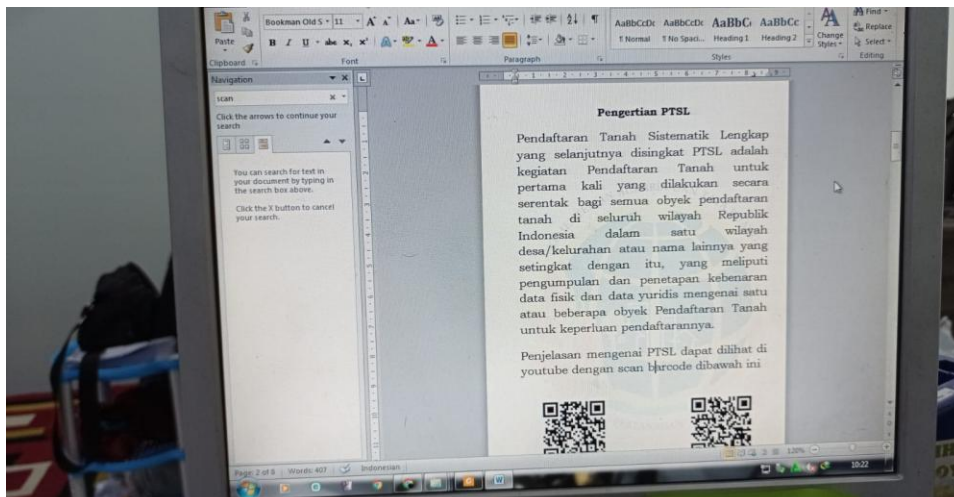 Find
Bookman Old S 11
Replace
Paste
Select
AaBbCcDc AaBbCcDc AaBbC AaBbCc
¶ Normal ¶ No Spaci... Heading 1 Heading 2
Change
Styles
Clipboard Font Paragraph Styles Editing
Navigation
scan
Click the arrows to continue your
search
You can search for text in
your document by typing in
the search box above.
Click the X button to cancel
your search.
Pengertian PTSL
Pendaftaran Tanah Sistematik Lengkap
yang selanjutnya disingkat PTSL adalah
kegiatan Pendaftaran Tanah untuk
pertama kali yang dilakukan secara
serentak bagi semua obyek pendaftaran
tanah di seluruh wilayah Republik
Indonesia dalam satu wilayah
desa/kelurahan atau nama lainnya yang
setingkat dengan itu, yang meliputi
pengumpulan dan penetapan kebenaran
data fisik dan data yuridis mengenai satu
atau beberapa obyek Pendaftaran Tanah
untuk keperluan pendaftarannya.
Penjelasan mengenai PTSL dapat dilihat di
youtube dengan scan barcode dibawah ini
Page: 2 of 8 Words: 407 Indonesian
120%
10:22